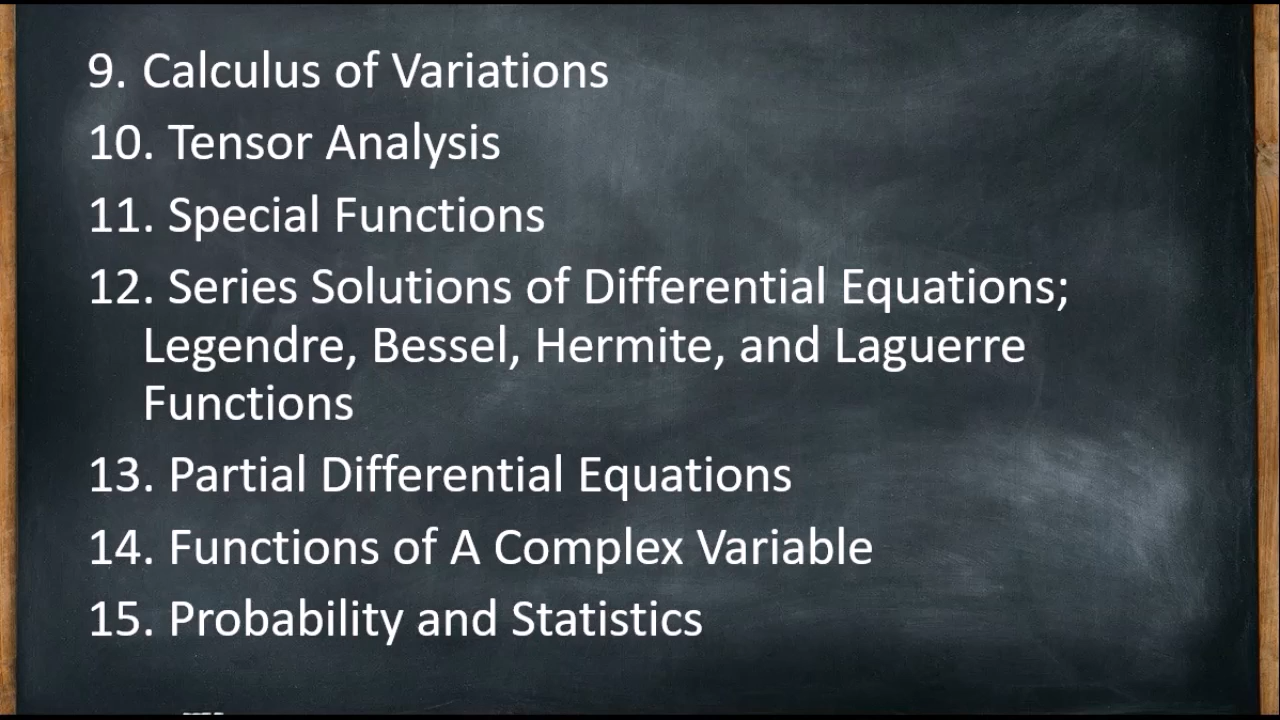 9. Calculus of Variations
10. Tensor Analysis
11. Special Functions
12. Series Solutions of Differential Equations;
Legendre, Bessel, Hermite, and Laguerre
Functions
13. Partial Differential Equations
14. Functions of A Complex Variable
15. Probability and Statistics